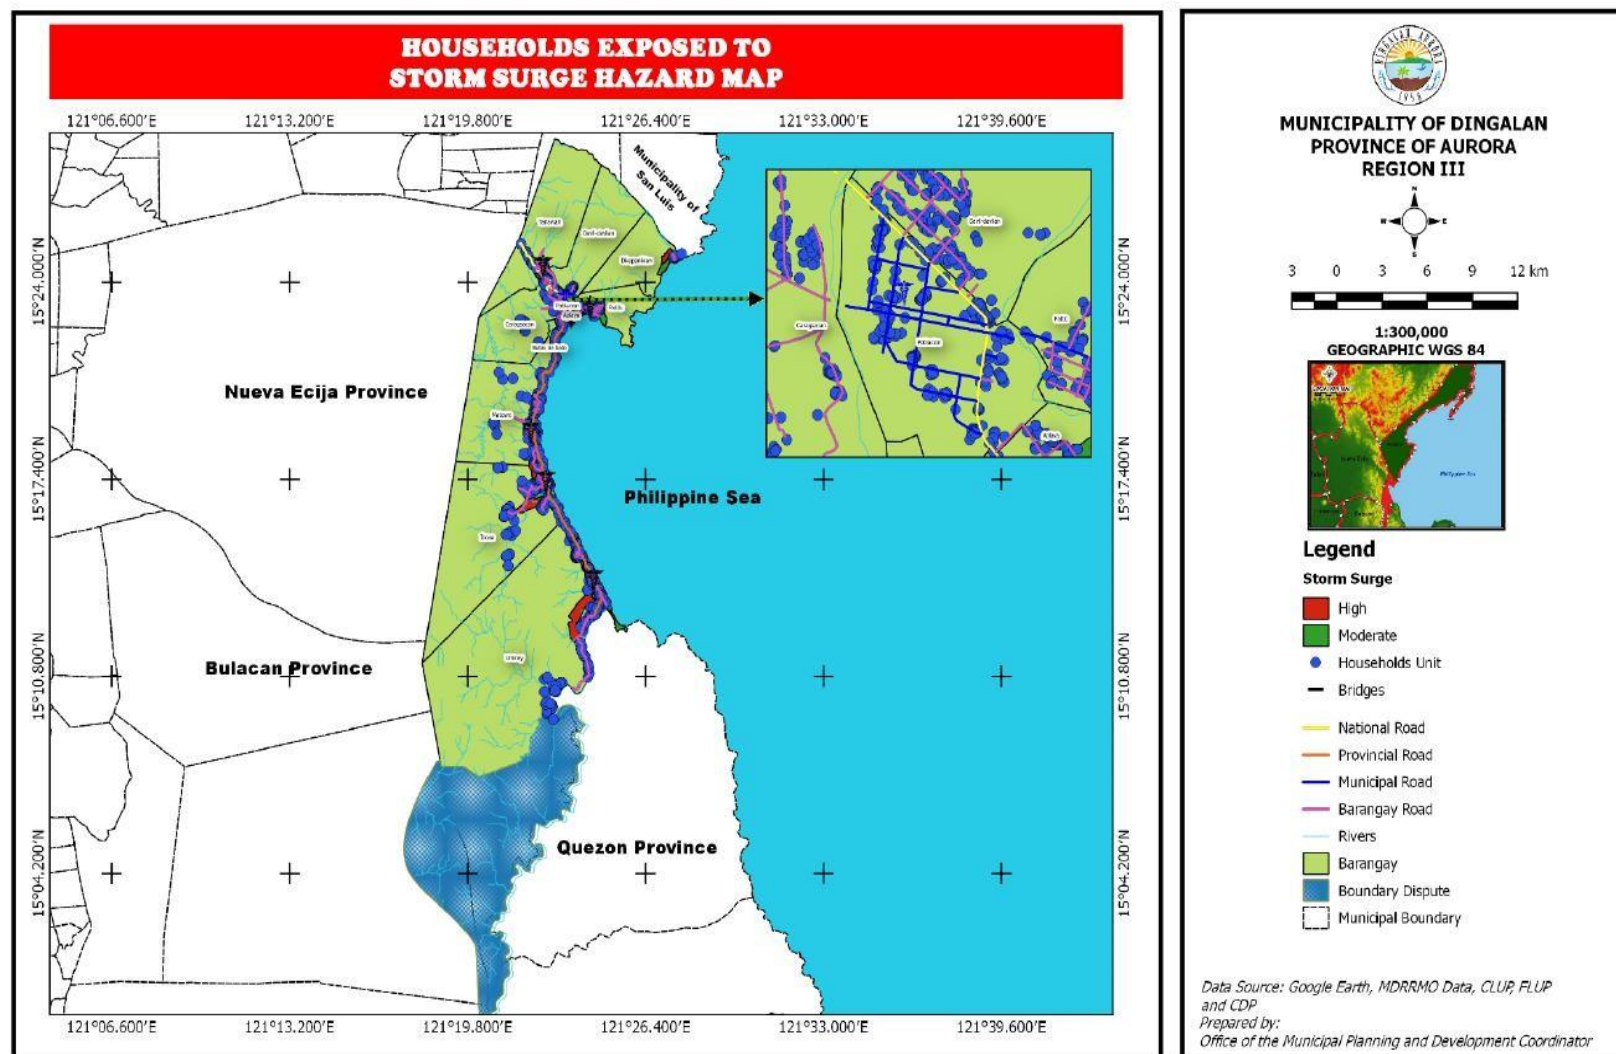 HOUSEHOLDS EXPOSED TO
STORM SURGE HAZARD MAP
121°06.600'E 121°13.200'E 121°19.800'E 121°26.400'E 121°33.000'E 121°39.600'E
15°24.000'N
15°17.400'N
15°10.800'N
15°04.200'N
Municipality of
San Luis
Nueva Ecija Province
Bulacan Province
Quezon Province
Philippine Sea
15°24.000'N
15°17.400'N
15°10.800'N
15°04.200'N
121°06.600'E 121°13.200'E 121°19.800'E 121°26.400'E 121°33.000'E 121°39.600'E
MUNICIPALITY OF DINGALAN
PROVINCE OF AURORA
REGION III
N
W E
S
3 0 3 6 9 12 km
1:300,000
GEOGRAPHIC WGS 84
Philippine Sea
Legend
Storm Surge
High
Moderate
Households Unit
Bridges
National Road
Provincial Road
Municipal Road
Barangay Road
Rivers
Barangay
Boundary Dispute
Municipal Boundary
Data Source: Google Earth, MDRRMO Data, CLUP, FLUP
and CDP
Prepared by:
Office of the Municipal Planning and Development Coordinator